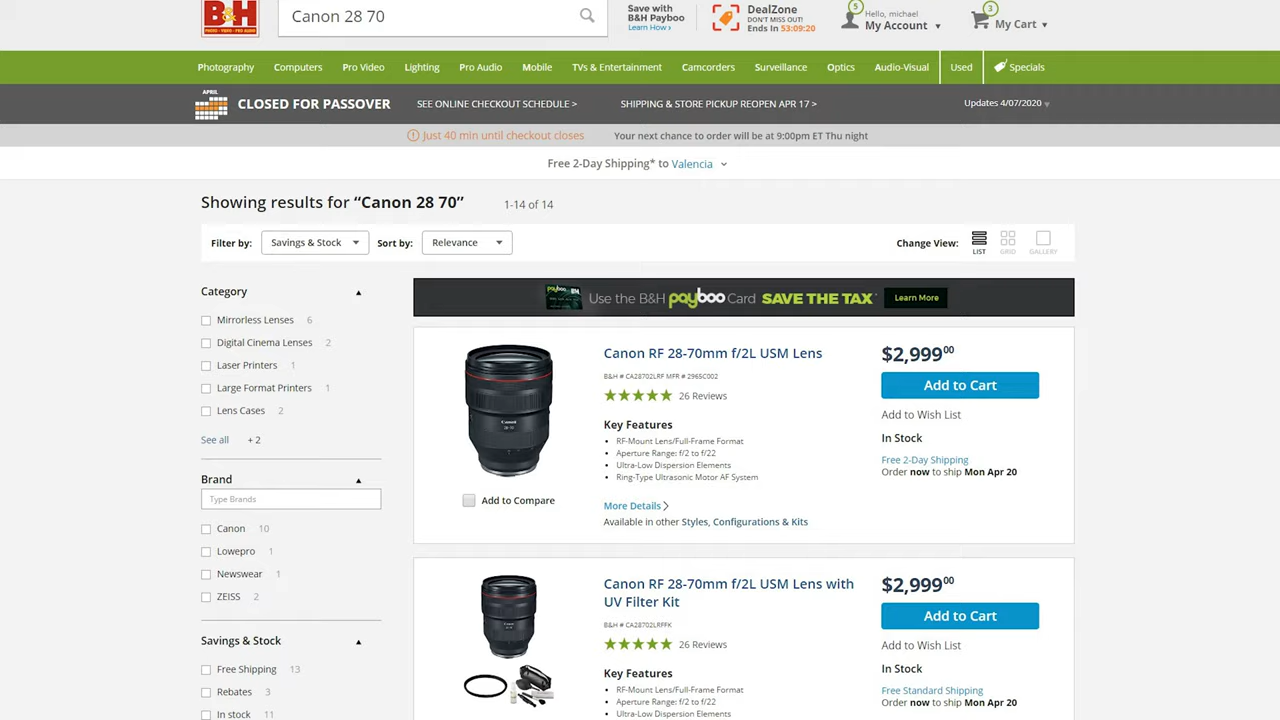 B&H
PHOTO · VIDEO · PRO AUDIO
Canon 28 70
Save with
B&H Payboo
Learn How ›
DealZone
DON'T MISS OUT!
Ends In 53:09:20
5
Hello, michael
My Account
3
My Cart
Photography
Computers
Pro Video
Lighting
Pro Audio
Mobile
TVs & Entertainment
Camcorders
Surveillance
Optics
Audio-Visual
Used
Specials
APRIL
CLOSED FOR PASSOVER
SEE ONLINE CHECKOUT SCHEDULE >
SHIPPING & STORE PICKUP REOPEN APR 17 >
Updates 4/07/2020
Just 40 min until checkout closes
Your next chance to order will be at 9:00pm ET Thu night
Free 2-Day Shipping* to Valencia
Showing results for “Canon 28 70”
1-14 of 14
Filter by:
Savings & Stock
Sort by:
Relevance
Change View:
LIST
GRID
GALLERY
Category
Mirrorless Lenses 6
Digital Cinema Lenses 2
Laser Printers 1
Large Format Printers 1
Lens Cases 2
See all + 2
Brand
Type Brands
Canon 10
Lowepro 1
Newswear 1
ZEISS 2
Savings & Stock
Free Shipping 13
Rebates 3
In stock 11
payboo
Use the B&H payboo Card SAVE THE TAX*
Learn More
Canon RF 28-70mm f/2L USM Lens
B&H # CA28702LRF MFR # 2965C002
26 Reviews
Key Features
RF-Mount Lens/Full-Frame Format
Aperture Range: f/2 to f/22
Ultra-Low Dispersion Elements
Ring-Type Ultrasonic Motor AF System
Add to Compare
More Details
Available in other Styles, Configurations & Kits
$2,999 00
Add to Cart
Add to Wish List
In Stock
Free 2-Day Shipping
Order now to ship Mon Apr 20
Canon RF 28-70mm f/2L USM Lens with
UV Filter Kit
B&H # CA28702LRFFK
26 Reviews
Key Features
RF-Mount Lens/Full-Frame Format
Aperture Range: f/2 to f/22
Ultra-Low Dispersion Elements
$2,999 00
Add to Cart
Add to Wish List
In Stock
Free Standard Shipping
Order now to ship Mon Apr 20